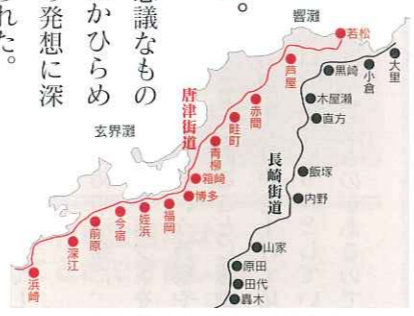 。
思議なもの
かひらめ
発想に深
られた。
響灘
玄界灘
唐津街道
若松
芦屋
赤間
畦町
青柳
箱崎
博多
福岡
姪浜
今宿
前原
深江
浜崎
長崎街道
大里
小倉
黒崎
木屋瀬
直方
飯塚
内野
山家
原田
田代
轟木